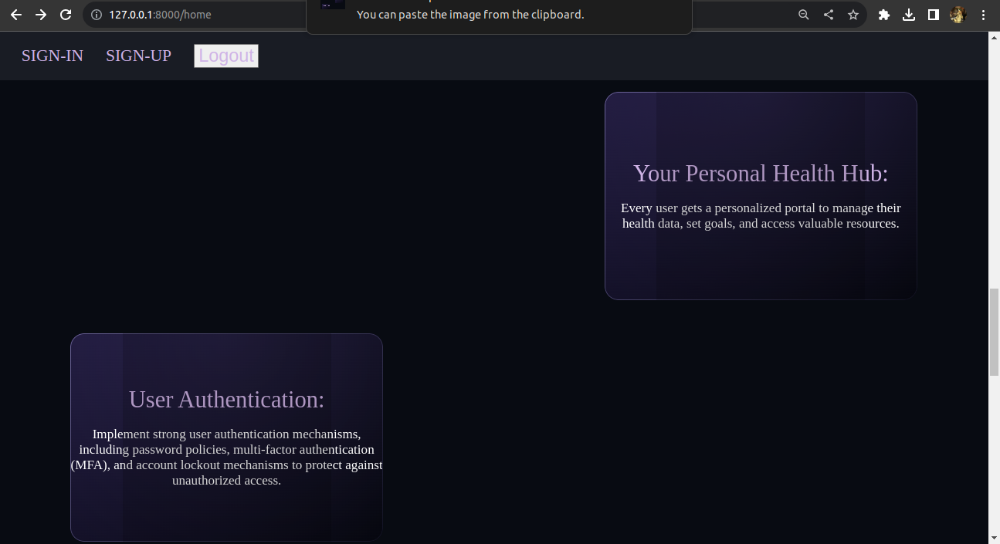 You can paste the image from the clipboard.
127.0.0.1:8000/home
SIGN-IN SIGN-UP Logout
Your Personal Health Hub:
Every user gets a personalized portal to manage their
health data, set goals, and access valuable resources.
User Authentication:
Implement strong user authentication mechanisms,
including password policies, multi-factor authentication
(MFA), and account lockout mechanisms to protect against
unauthorized access.